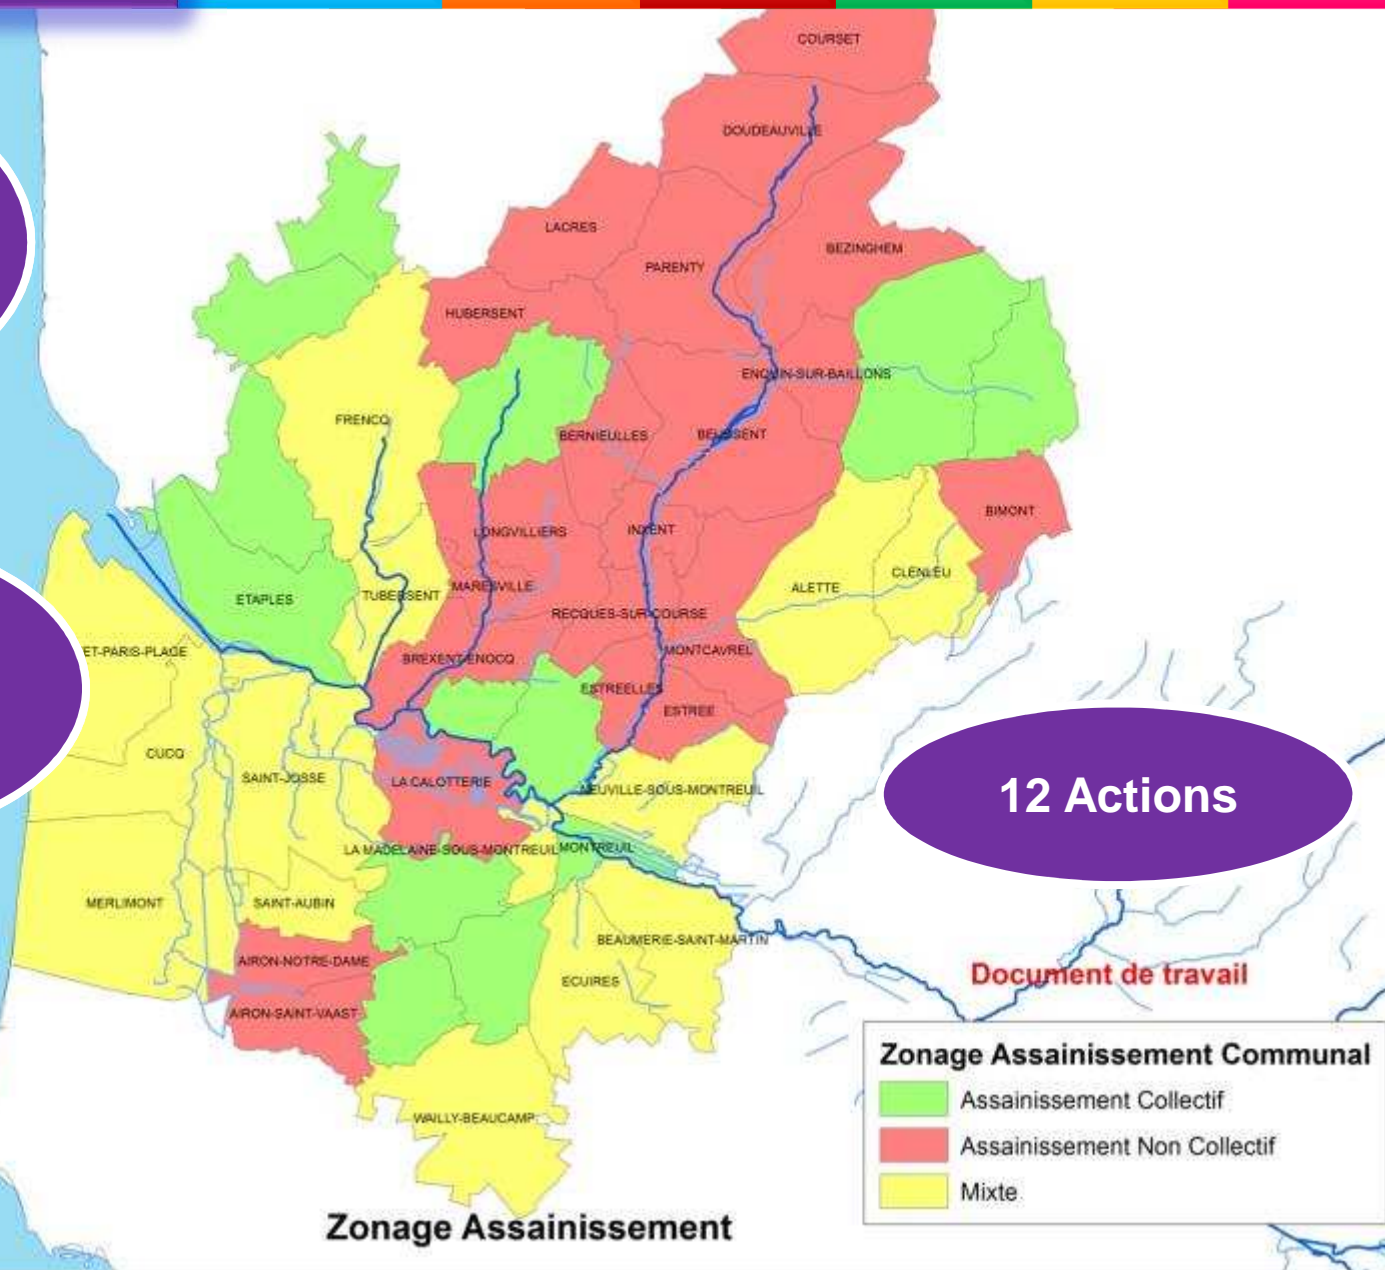 COURSET
DOUDEAUVILLE
LACRES
BEZINGHEM
PARENTY
HUBERSENT
ENQUIN-SUR-BAILLONS
FRENCQ
BERNIEULLES
BEUSSENT
BIMONT
LONGVILLIERS
INXENT
CLENLEU
MARESVILLE
ALETTE
TUBERSENT
ETAPLES
RECQUES-SUR-COURSE
ET-PARIS-PLAGE
MONTCAVREL
BREXENT-ENOCQ
ESTREELLES
ESTREE
CUCQ
SAINT-JOSSE
LA CALOTTERIE
NEUVILLE-SOUS-MONTREUIL
12 Actions
LA MADELAINE-SOUS-MONTREUIL
MONTREUIL
MERLIMONT
SAINT-AUBIN
BEAUMERIE-SAINT-MARTIN
AIRON-NOTRE-DAME
ECUIRES
Document de travail
AIRON-SAINT-VAAST
WAILLY-BEAUCAMP
Zonage Assainissement Communal
Assainissement Collectif
Assainissement Non Collectif
Mixte
Zonage Assainissement